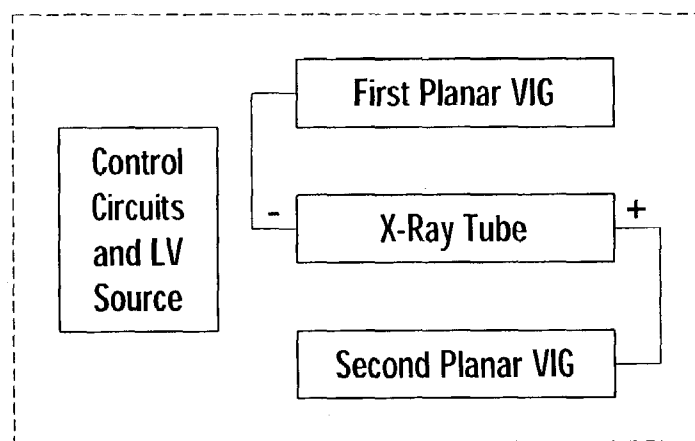 First Planar VIG
Control
Circuits
and LV
Source
-
X-Ray Tube
+
Second Planar VIG